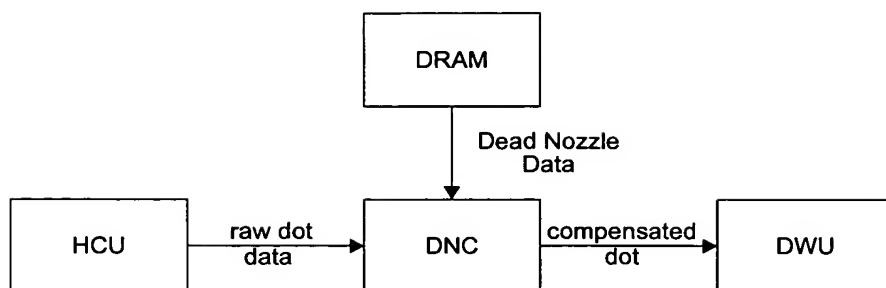 DRAM
Dead Nozzle
Data
HCU
raw dot
data
DNC
compensated
dot
DWU